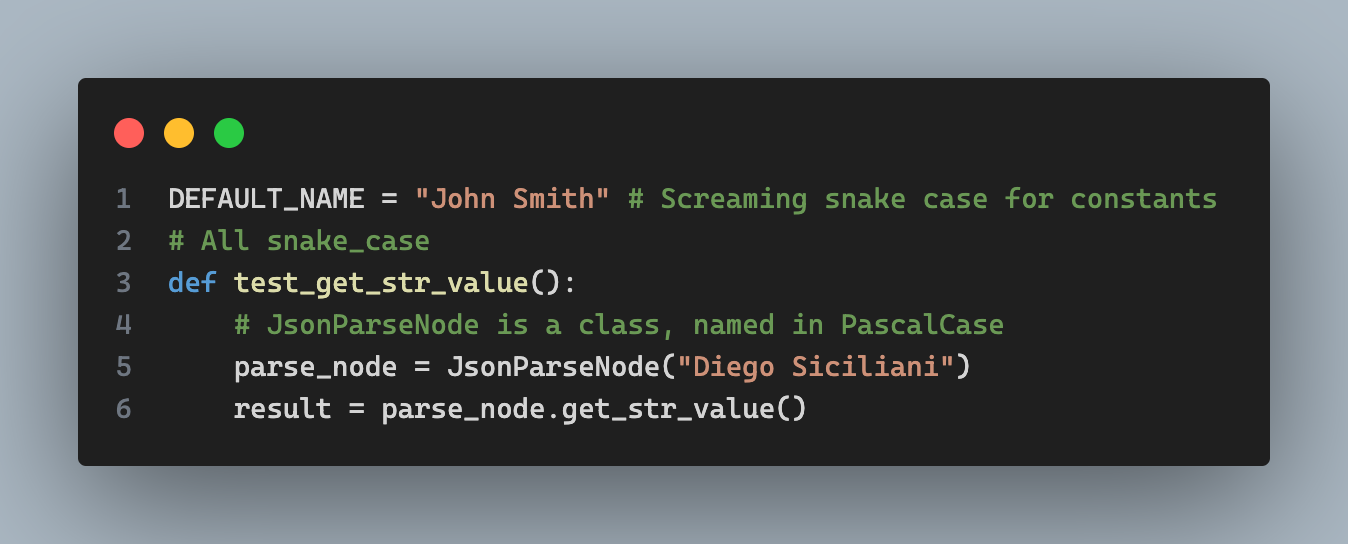 1 DEFAULT_NAME = "John Smith" # Screaming snake case for constants
2 # All snake_case
3 def test_get_str_value():
4     # JsonParseNode is a class, named in PascalCase
5     parse_node = JsonParseNode("Diego Siciliani")
6     result = parse_node.get_str_value()